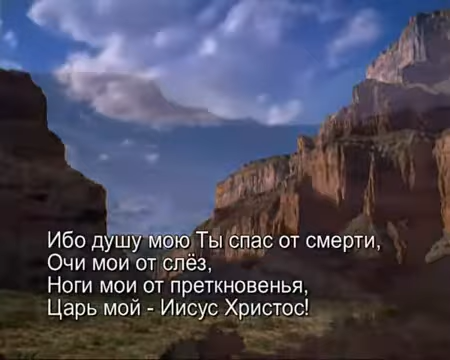 Ибо душу мою Ты спас от смерти,
Очи мои от слёз,
Ноги мои от преткновенья,
Царь мой - Иисус Христос!